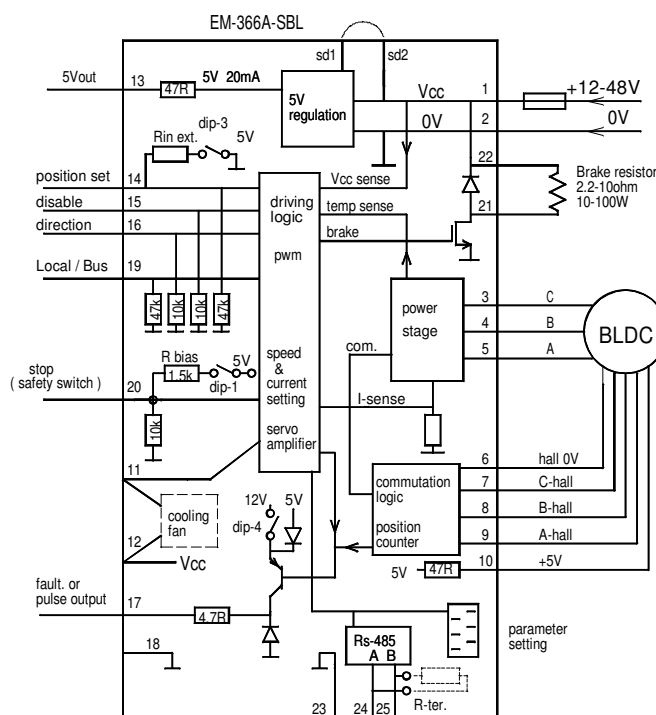 EM-366A-SBL
sd1
sd2
5Vout
13
47R
5V 20mA
5V
regulation
Vcc
1
+12-48V
0V
2
0V
dip-3
Rin ext.
5V
22
position set
14
Vcc sense
disable
15
driving
logic
temp sense
21
direction
16
brake
Brake resistor
2.2-10ohm
10-100W
pwm
Local / Bus
19
47k
10k
10k
47k
power
stage
3
C
4
B
5
A
BLDC
com.
stop
( safety switch )
20
R bias
1.5k
5V
dip-1
speed
&
current
setting
I-sense
10k
servo
amplifier
11
6
hall 0V
commutation
logic
7
C-hall
8
B-hall
position
counter
9
A-hall
cooling
fan
12V
5V
dip-4
12
Vcc
5V
47R
10
+5V
fault. or
pulse output
17
4.7R
18
Rs-485
A B
parameter
setting
23
24
25
R-ter.